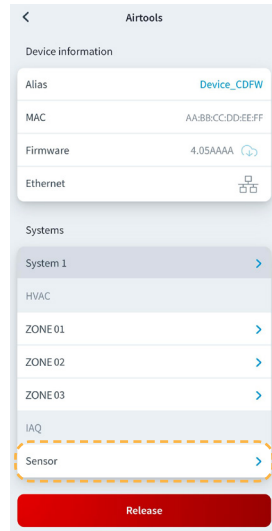 Airtools
Device information
Alias Device_CDFW
MAC AA:BB:CC:DD:EE:FF
Firmware 4.05AAAA
Ethernet
Systems
System 1
HVAC
ZONE 01
ZONE 02
ZONE 03
IAQ
Sensor
Release